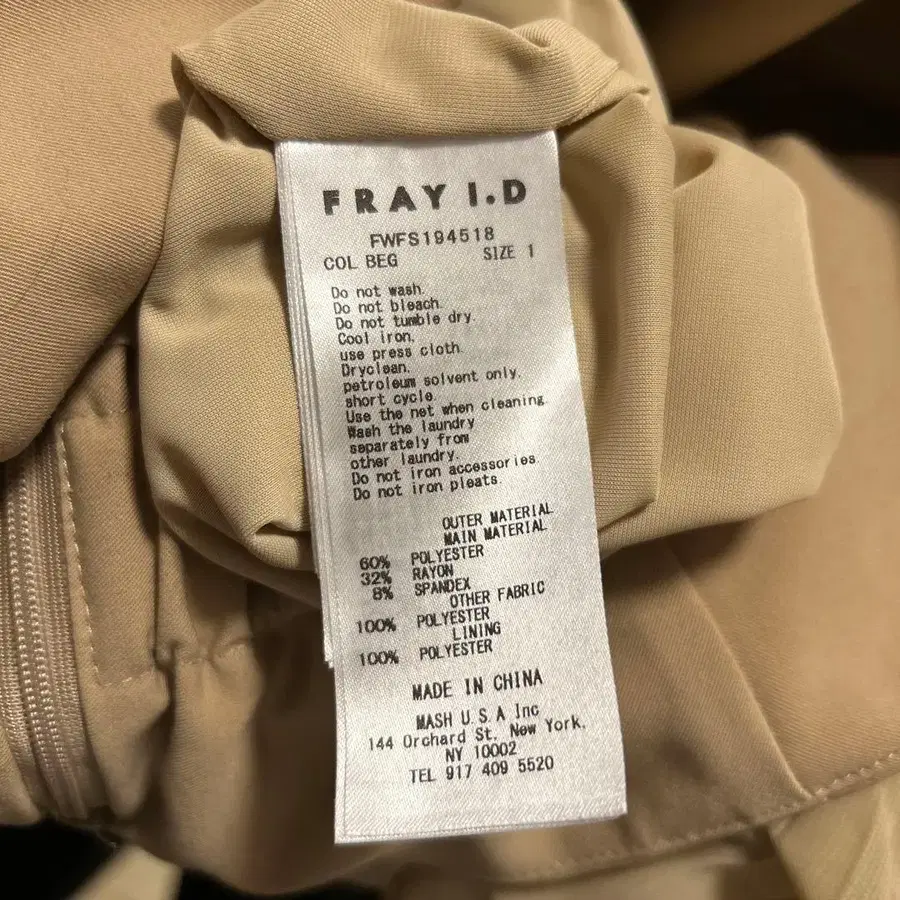 FRAY I.D
FWFS194518
COL BEG SIZE 1
Do not wash.
Do not bleach.
Do not tumble dry.
Cool iron,
use press cloth.
Dryclean.
petroleum solvent only,
short cycle.
Use the net when cleaning.
Wash the laundry
separately from
other laundry.
Do not iron accessories.
Do not iron pleats.
OUTER MATERIAL
MAIN MATERIAL
60% POLYESTER
32% RAYON
8% SPANDEX
OTHER FABRIC
100% POLYESTER
LINING
100% POLYESTER
MADE IN CHINA
MASH U.S.A Inc
144 Orchard St. New York.
NY 10002
TEL 917 409 5520